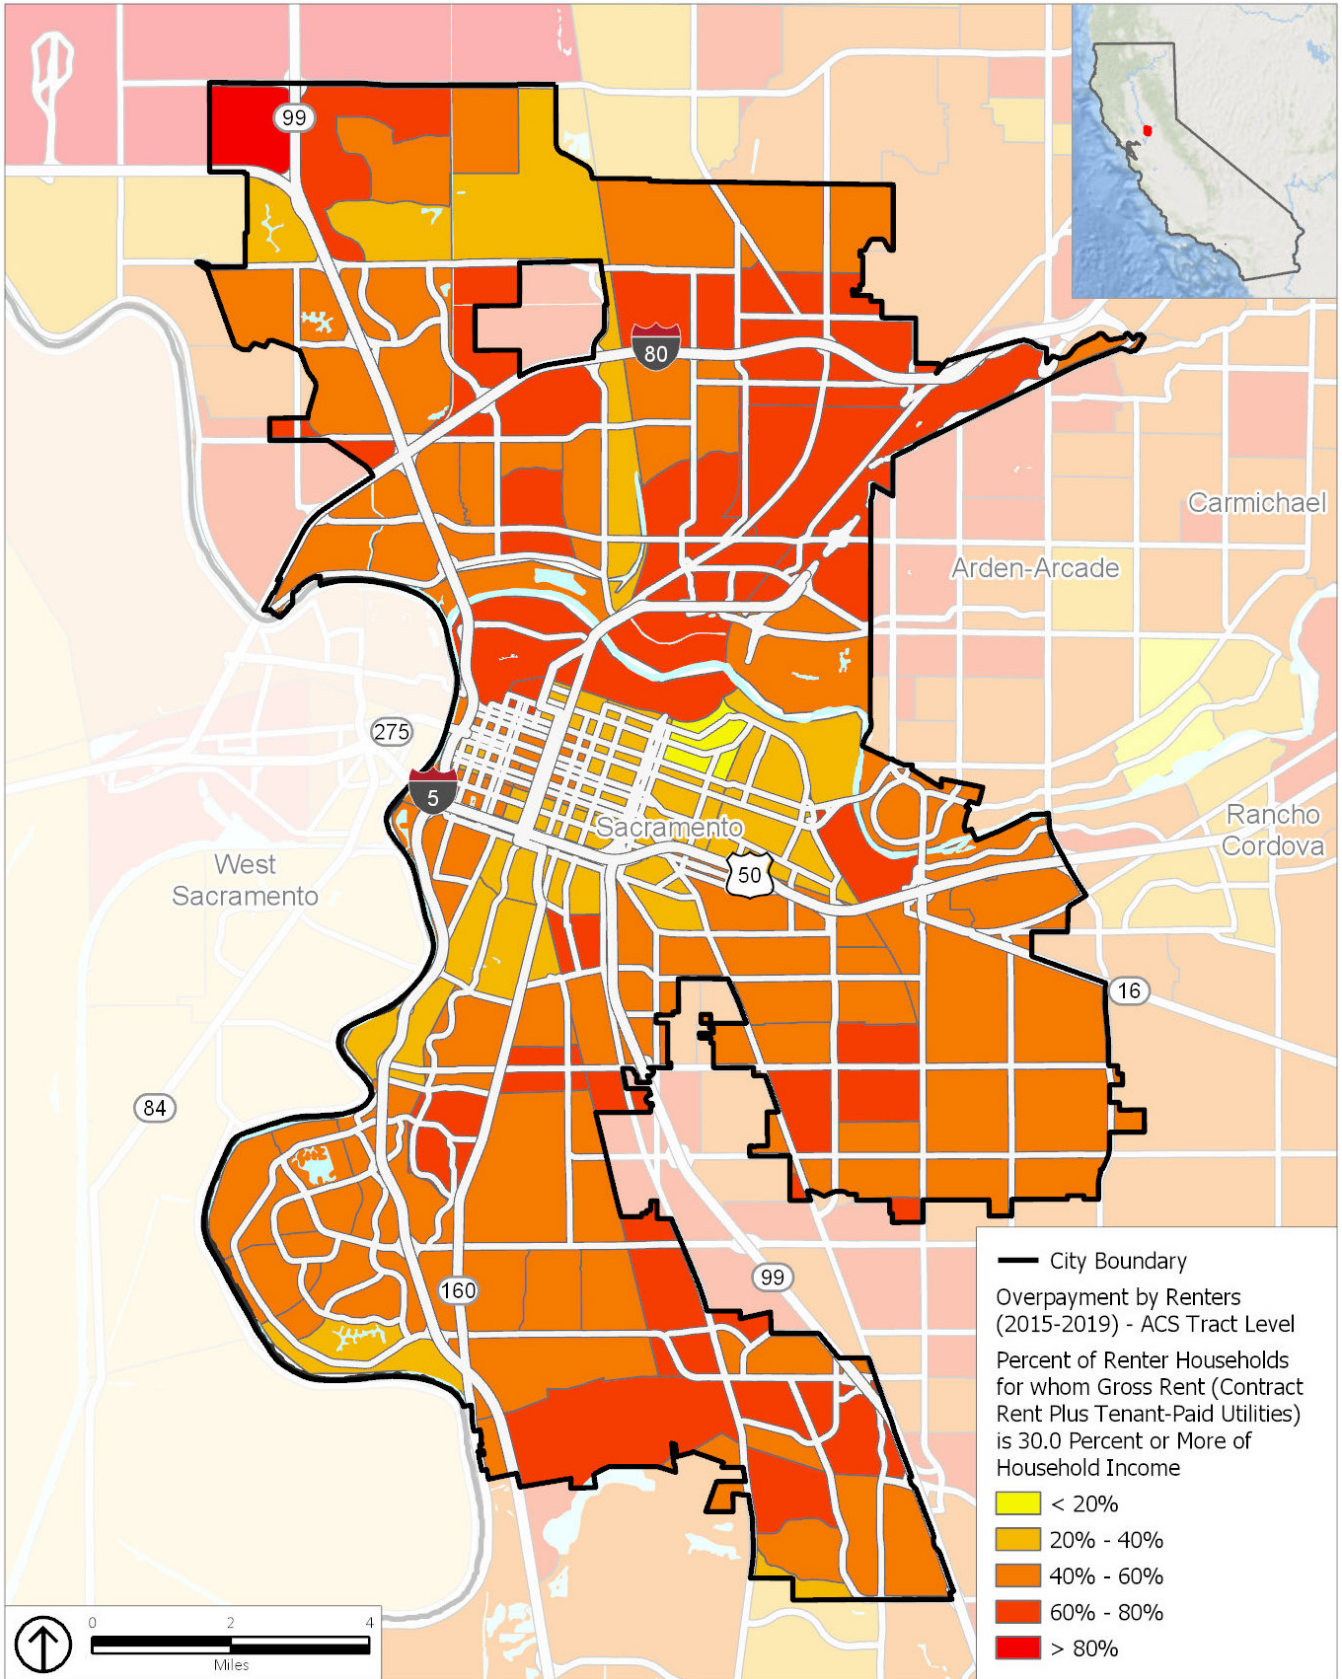 99
80
Carmichael
Arden-Arcade
275
5
Sacramento
Rancho
Cordova
West
Sacramento
50
16
84
99
160
City Boundary
Overpayment by Renters
(2015-2019) - ACS Tract Level
Percent of Renter Households
for whom Gross Rent (Contract
Rent Plus Tenant-Paid Utilities)
is 30.0 Percent or More of
Household Income
< 20%
20% - 40%
40% - 60%
60% - 80%
> 80%
0 2 4
Miles